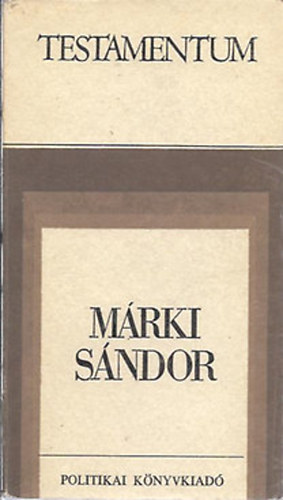 TESTAMENTUM
MÁRKI
SÁNDOR
POLITIKAI KÖNYVKIADÓ